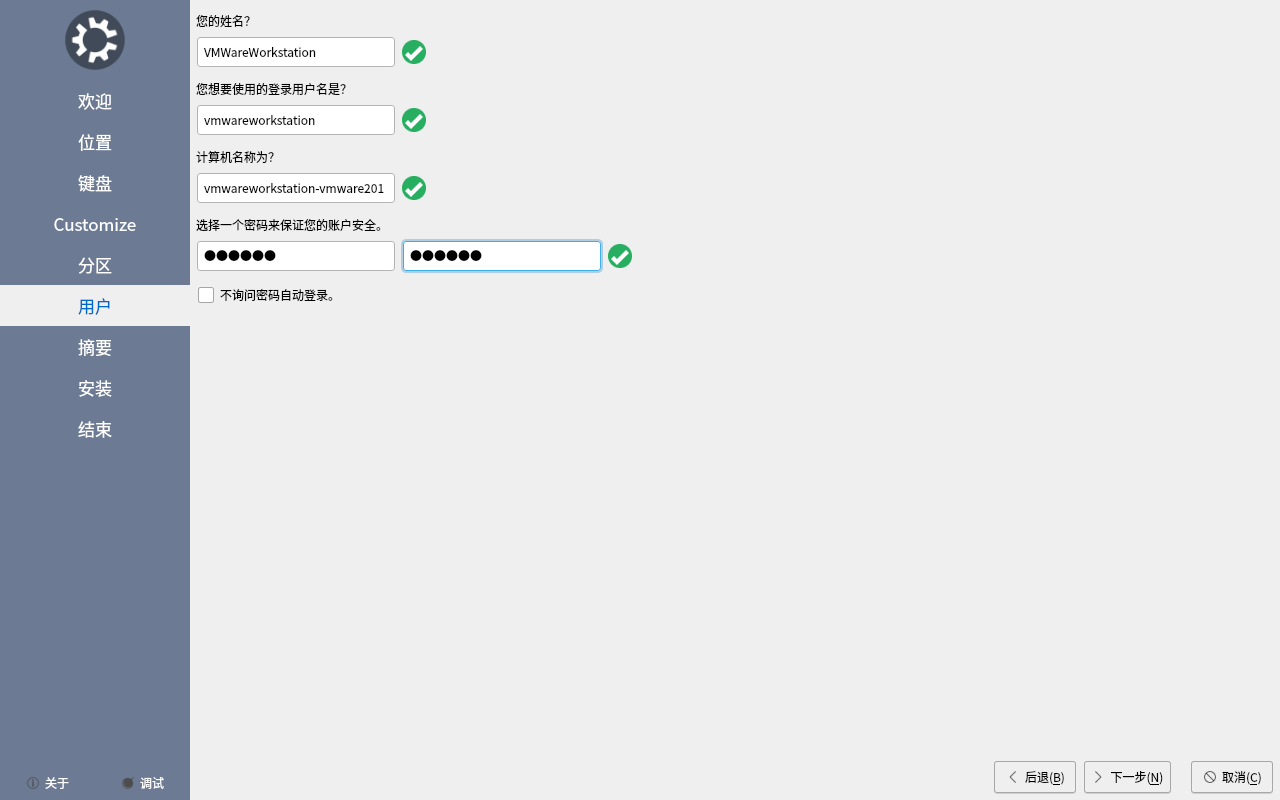 欢迎
位置
键盘
Customize
分区
用户
摘要
安装
结束
关于
调试
您的姓名?
VMWareWorkstation
您想要使用的登录用户名是?
vmwareworkstation
计算机名称为?
vmwareworkstation-vmware201
选择一个密码来保证您的账户安全。
●●●●●● ●●●●●●
不询问密码自动登录。
后退(B) 下一步(N) 取消(C)